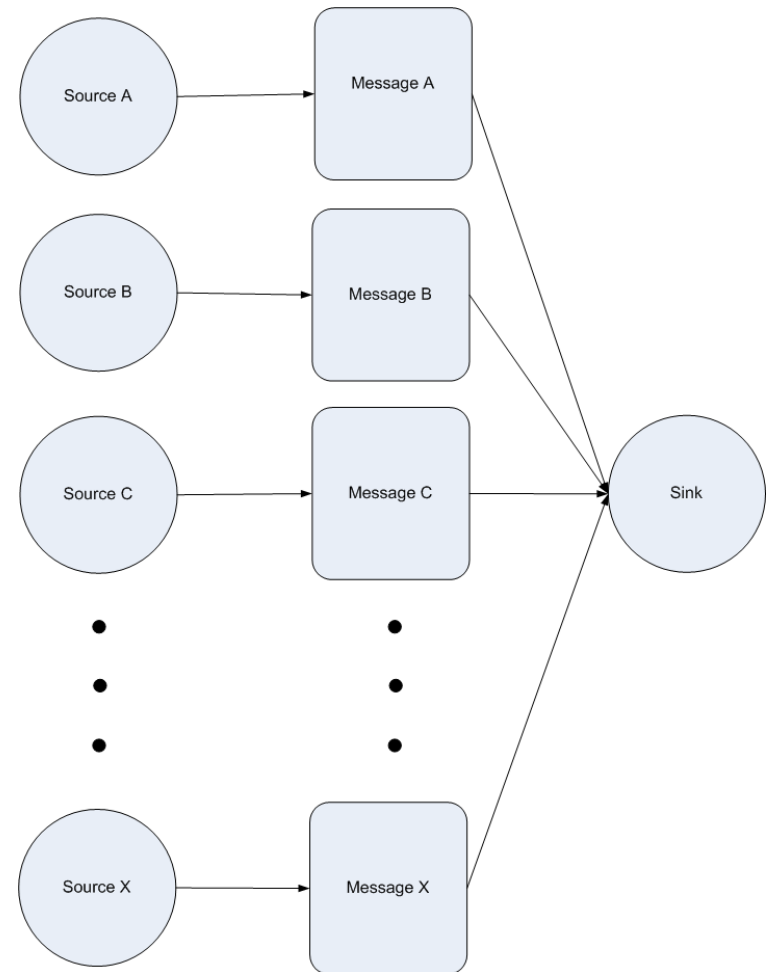 Source A
Message A
Source B
Message B
Source C
Message C
Sink
Source X
Message X